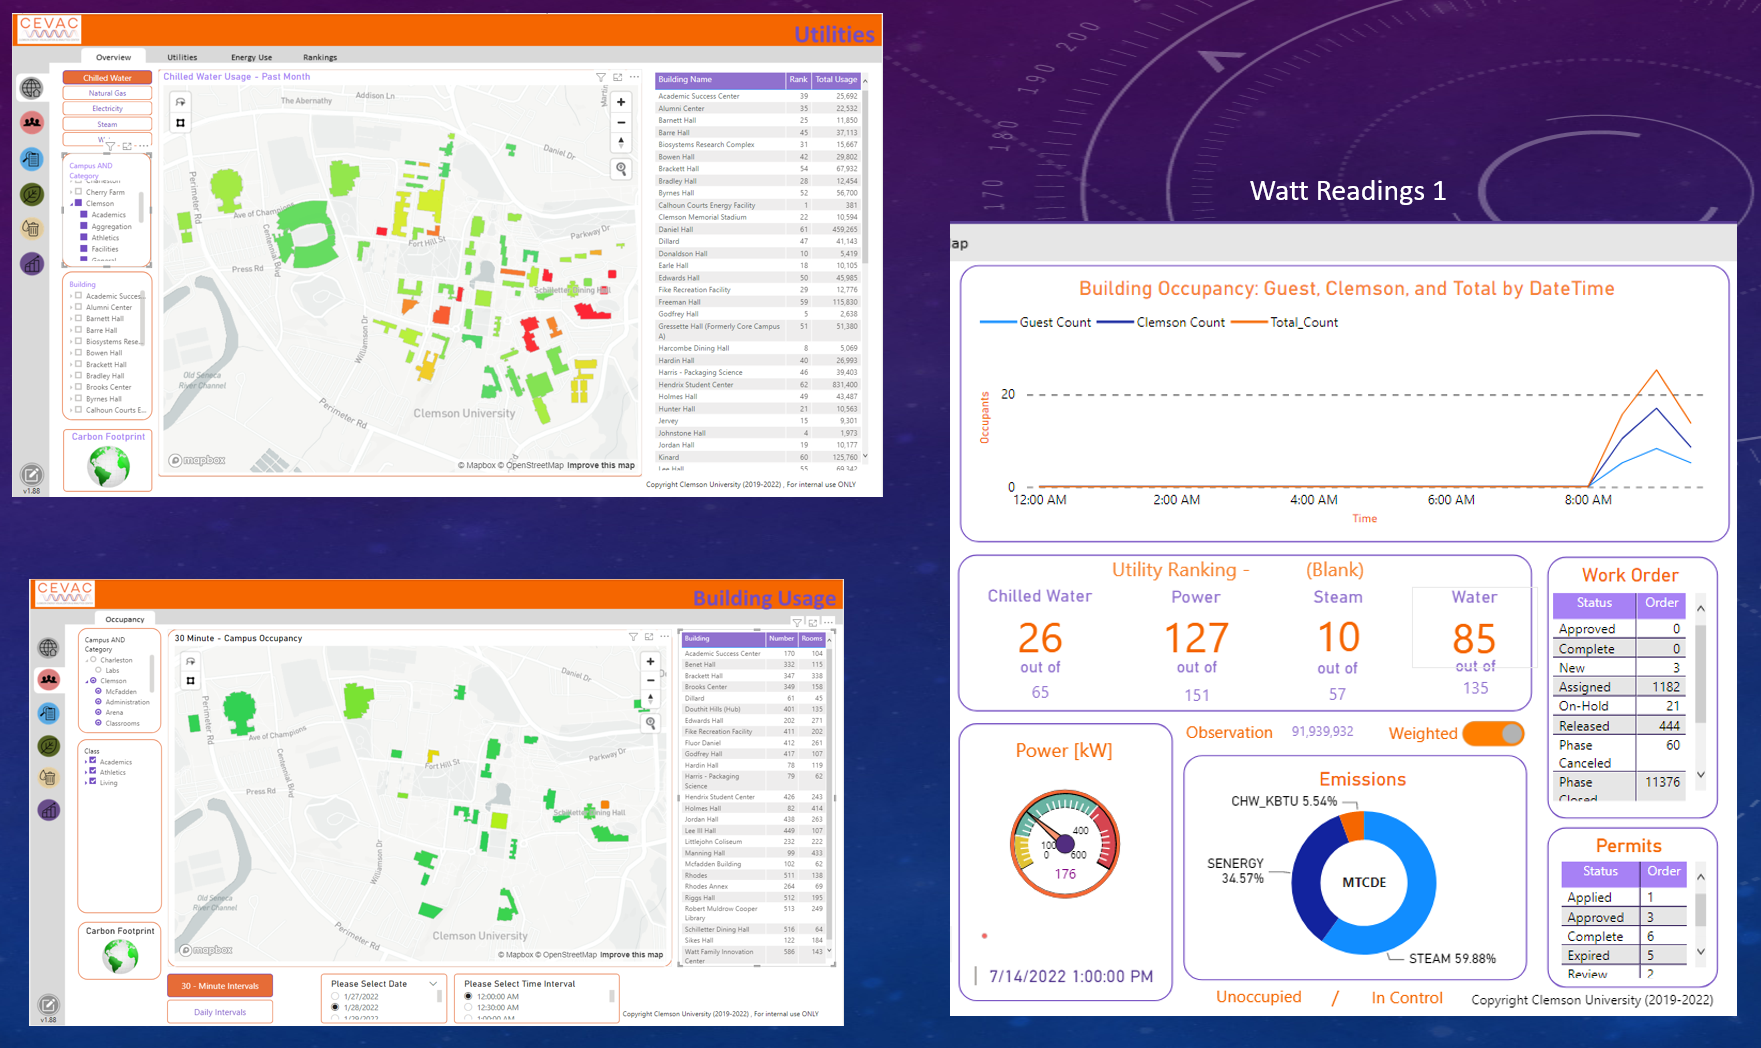 CEVAC
Utilities
Overview Utilities Energy Use Rankings
Chilled Water
Natural Gas
Electricity
Steam
Campus AND
Category
Charleston
Cherry Farm
Clemson
Academics
Aggregation
Athletics
Facilities
General
Building
Academic Succes...
Alumni Center
Barnett Hall
Barre Hall
Biosystems Rese...
Bowen Hall
Brackett Hall
Bradley Hall
Brooks Center
Byrnes Hall
Calhoun Courts E...
Carbon Footprint
v1.88
Chilled Water Usage - Past Month
The Abernathy
Addison Ln
Daniel Dr
Perimeter Rd
Ave of Champions
Centennial Blvd
Fort Hill St
Parkway Dr
Press Rd
Schilletter Dining Hall
Williamson Dr
Old Seneca
River Channel
Perimeter Rd
Clemson University
mapbox
© Mapbox © OpenStreetMap Improve this map
Building Name Rank Total Usage
Academic Success Center 39 25,692
Alumni Center 35 22,532
Barnett Hall 25 11,850
Barre Hall 45 37,113
Biosystems Research Complex 31 15,667
Bowen Hall 42 29,802
Brackett Hall 54 67,932
Bradley Hall 28 12,454
Byrnes Hall 52 56,700
Calhoun Courts Energy Facility 1 381
Clemson Memorial Stadium 22 10,594
Daniel Hall 61 459,265
Dillard 47 41,143
Donaldson Hall 10 5,419
Earle Hall 18 10,105
Edwards Hall 50 45,985
Fike Recreation Facility 29 12,776
Freeman Hall 59 115,830
Godfrey Hall 5 2,638
Gressette Hall (Formerly Core Campus
A) 51 51,380
Harcombe Dining Hall 8 5,069
Hardin Hall 40 26,993
Harris - Packaging Science 46 39,403
Hendrix Student Center 62 831,400
Holmes Hall 49 43,487
Hunter Hall 21 10,563
Jervey 15 9,301
Johnstone Hall 4 1,973
Jordan Hall 19 10,177
Kinard 60 125,760
Lee Hall 55 69,342
Copyright Clemson University (2019-2022) , For internal use ONLY
CEVAC
Building Usage
Occupancy
Campus AND
Category
Charleston
Labs
Clemson
McFadden
Administration
Arena
Classrooms
Class
Academics
Athletics
Living
Carbon Footprint
v1.88
30 Minute - Campus Occupancy
Daniel Dr
Perimeter Rd
Ave of Champions
Centennial Blvd
Fort Hill St
Parkway Dr
Press Rd
Schilletter Dining Hall
Williamson Dr
Old Seneca
River Channel
Perimeter Rd
Clemson University
mapbox
© Mapbox © OpenStreetMap Improve this map
Building Number Rooms
Academic Success Center 170 104
Benet Hall 332 115
Brackett Hall 347 338
Brooks Center 349 158
Dillard 61 45
Douthit Hills (Hub) 401 135
Edwards Hall 202 271
Fike Recreation Facility 411 202
Fluor Daniel 412 261
Godfrey Hall 417 107
Hardin Hall 78 119
Harris - Packaging
Science 79 62
Hendrix Student Center 426 243
Holmes Hall 82 414
Jordan Hall 438 263
Lee III Hall 449 107
Littlejohn Coliseum 232 222
Manning Hall 99 433
Mcfadden Building 102 62
Rhodes 511 138
Rhodes Annex 264 69
Riggs Hall 512 195
Robert Muldrow Cooper
Library 513 249
Schilletter Dining Hall 516 64
Sikes Hall 122 184
Watt Family Innovation
Center 586 143
30 - Minute Intervals
Daily Intervals
Please Select Date
1/27/2022
1/28/2022
1/29/2022
Please Select Time Interval
12:00:00 AM
12:30:00 AM
1:00:00 AM
Copyright Clemson University (2019-2022) , For internal use ONLY
170 190 200
Watt Readings 1
ap
Building Occupancy: Guest, Clemson, and Total by DateTime
Guest Count Clemson Count Total_Count
Occupants
20
0
12:00 AM 2:00 AM 4:00 AM 6:00 AM 8:00 AM
Time
Utility Ranking - (Blank)
Chilled Water Power Steam Water
26 127 10 85
out of out of out of out of
65 151 57 135
Work Order
Status Order
Approved 0
Complete 0
New 3
Assigned 1182
On-Hold 21
Released 444
Phase 60
Canceled
Phase 11376
Closed
Observation 91,939,932 Weighted
Power [kW]
400
100
0 600
176
7/14/2022 1:00:00 PM
Emissions
CHW_KBTU 5.54%
SENERGY
34.57%
MTCDE
STEAM 59.88%
Permits
Status Order
Applied 1
Approved 3
Complete 6
Expired 5
Review 2
Unoccupied / In Control
Copyright Clemson University (2019-2022)